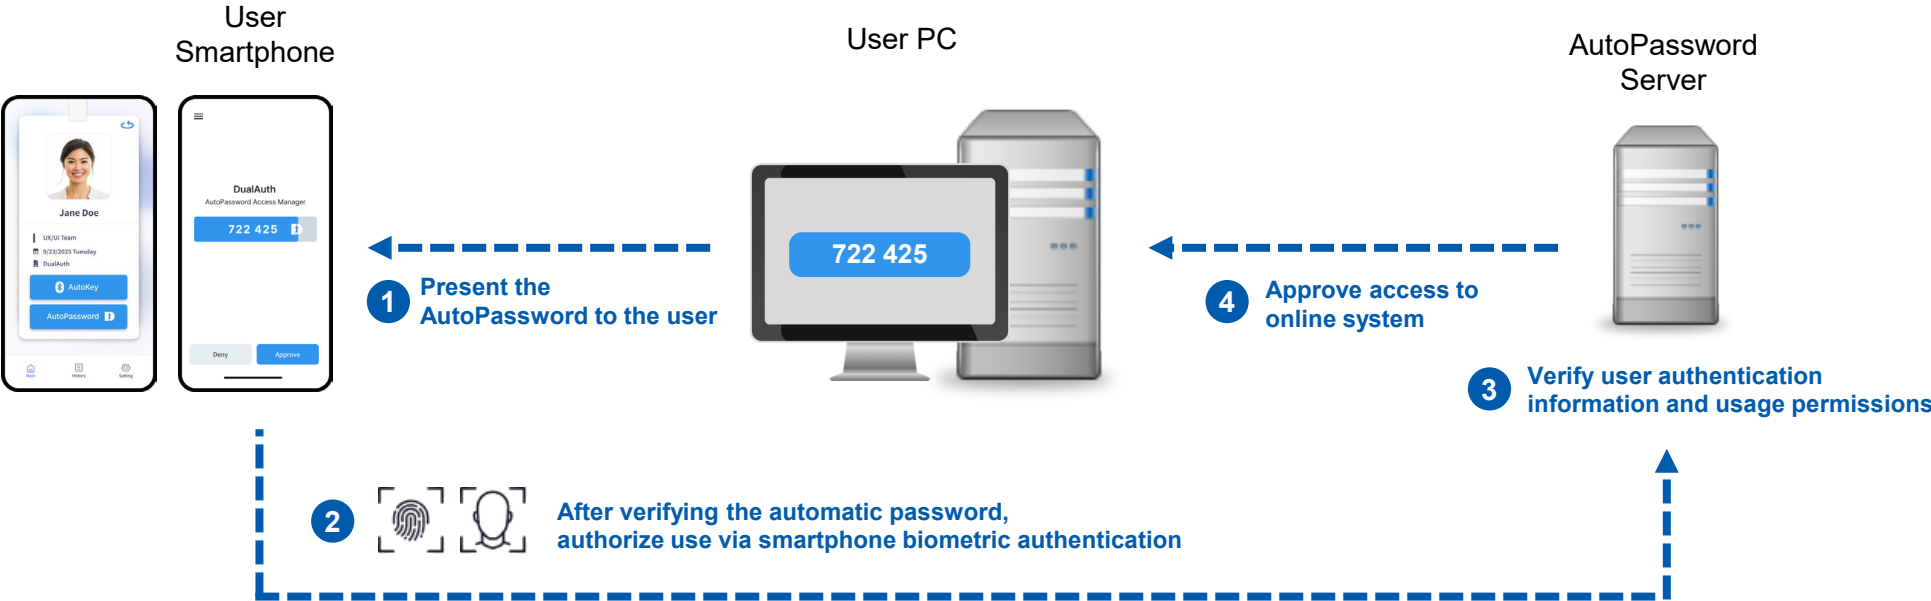 User
Smartphone
User PC
AutoPassword
Server
Jane Doe
UX/UI Team
9/23/2025 Tuesday
DualAuth
AutoKey
AutoPassword
Main
History
Setting
DualAuth
AutoPassword Access Manager
722 425
Deny
Approve
722 425
1
Present the
AutoPassword to the user
4
Approve access to
online system
3
Verify user authentication
information and usage permissions
2
After verifying the automatic password,
authorize use via smartphone biometric authentication